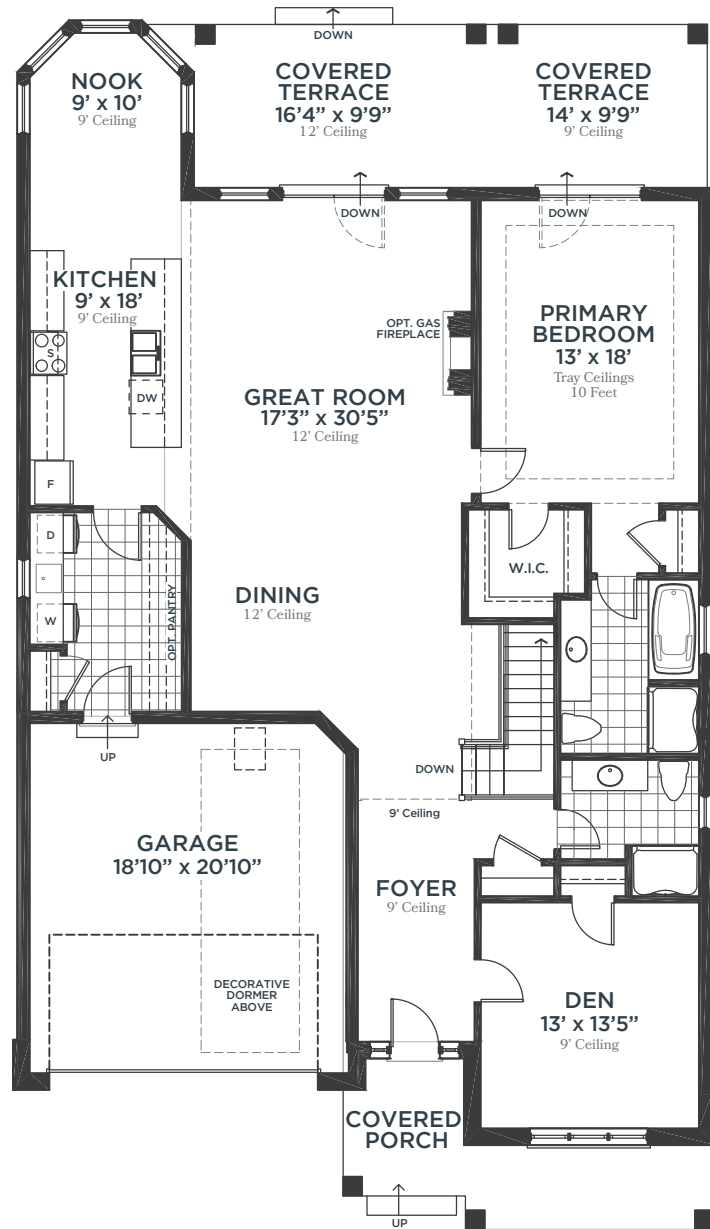 DOWN
NOOK
9’ x 10’
9’ Ceiling
COVERED
TERRACE
16’4” x 9’9”
12’ Ceiling
COVERED
TERRACE
14’ x 9’9”
9’ Ceiling
DOWN
DOWN
KITCHEN
9’ x 18’
9’ Ceiling
S
DW
F
OPT. GAS
FIREPLACE
PRIMARY
BEDROOM
13’ x 18’
Tray Ceilings
10 Feet
GREAT ROOM
17’3” x 30’5”
12’ Ceiling
D
W
OPT. PANTRY
W.I.C.
DINING
12’ Ceiling
UP
DOWN
9’ Ceiling
GARAGE
18’10” x 20’10”
FOYER
9’ Ceiling
DECORATIVE
DORMER
ABOVE
DEN
13’ x 13’5”
9’ Ceiling
COVERED
PORCH
UP